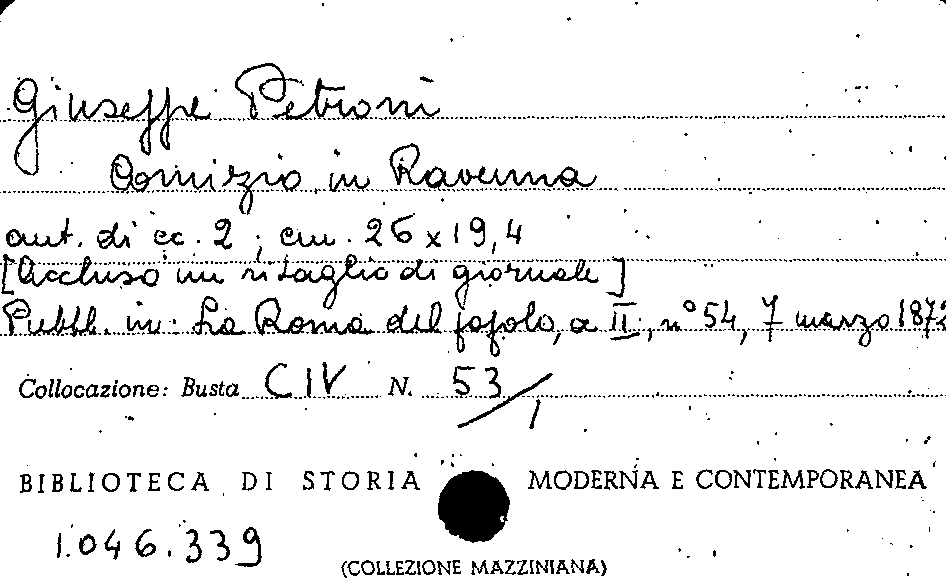 Giuseppe Petroni
Comizio in Ravenna
aut. di cc. 2; cm. 26 x 19,4
[Accluso un ritaglio di giornale]
Pubbl. in: La Roma del popolo, a II, n° 54, 7 marzo 1872
Collocazione: Busta CIV N. 53/1
BIBLIOTECA DI STORIA MODERNA E CONTEMPORANEA
1.046.339
(COLLEZIONE MAZZINIANA)